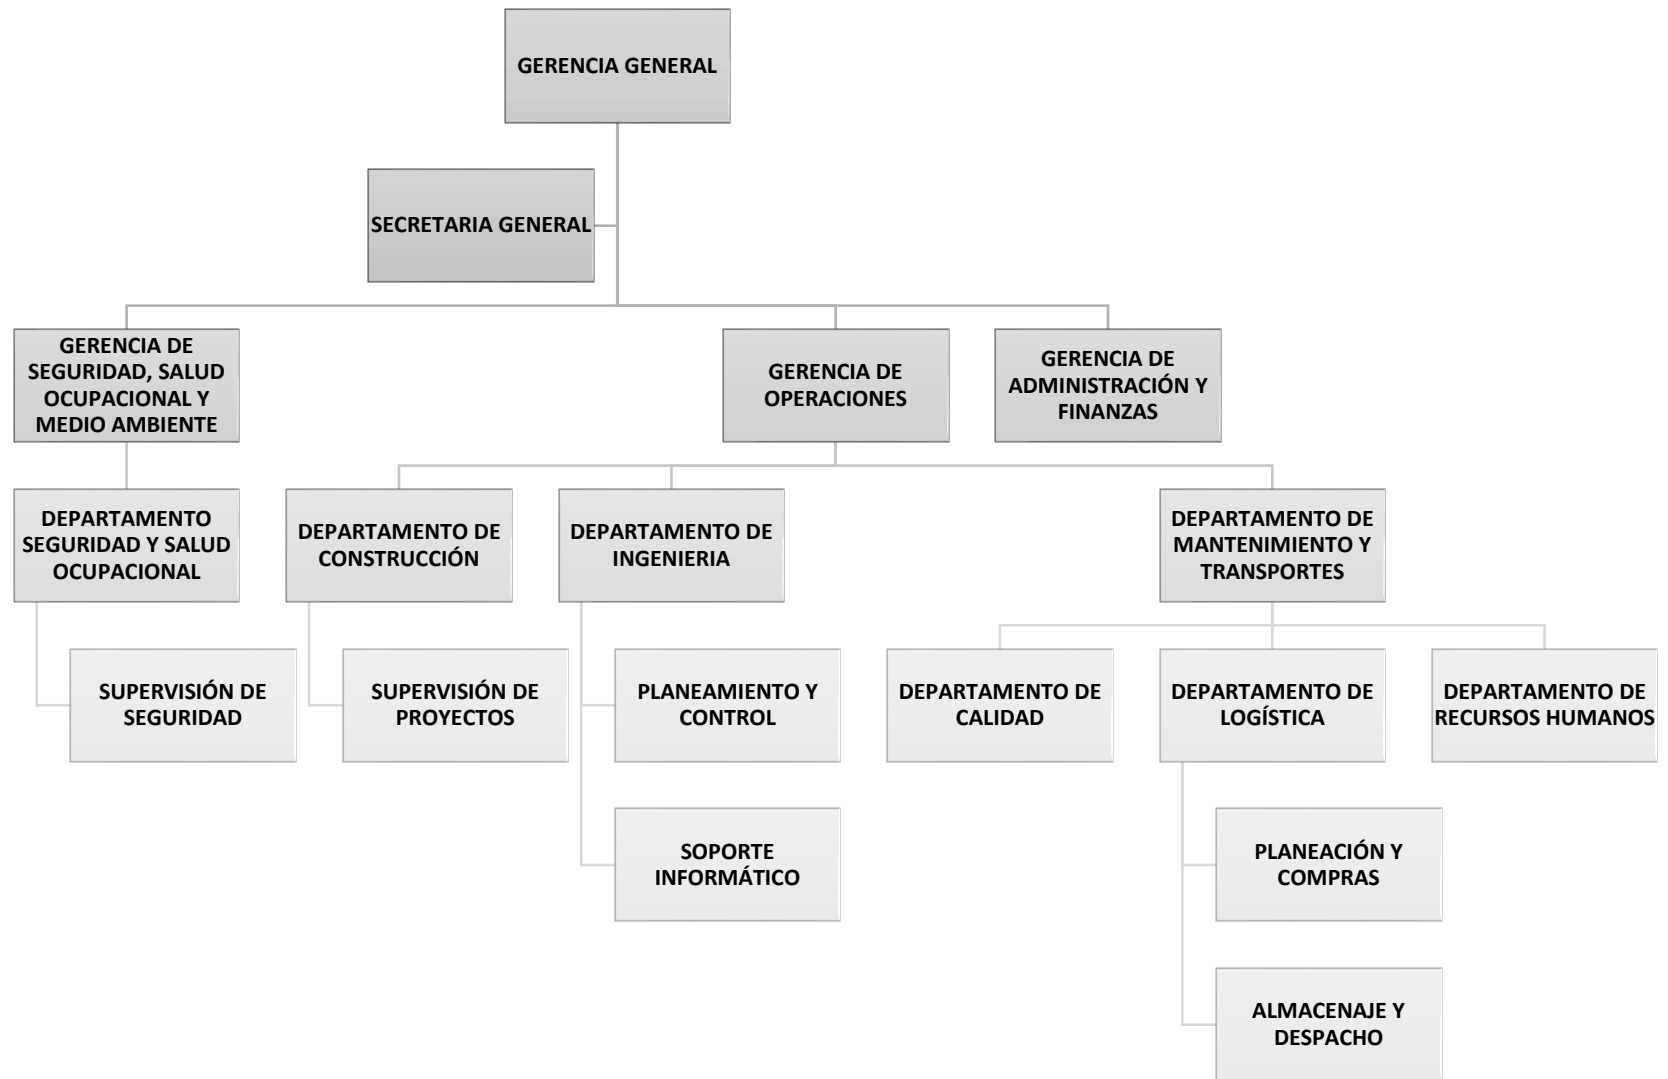 GERENCIA GENERAL
SECRETARIA GENERAL
GERENCIA DE
SEGURIDAD, SALUD
OCUPACIONAL Y
MEDIO AMBIENTE
GERENCIA DE
OPERACIONES
GERENCIA DE
ADMINISTRACIÓN Y
FINANZAS
DEPARTAMENTO
SEGURIDAD Y SALUD
OCUPACIONAL
DEPARTAMENTO DE
CONSTRUCCIÓN
DEPARTAMENTO DE
INGENIERIA
DEPARTAMENTO DE
MANTENIMIENTO Y
TRANSPORTES
SUPERVISIÓN DE
SEGURIDAD
SUPERVISIÓN DE
PROYECTOS
PLANEAMIENTO Y
CONTROL
DEPARTAMENTO DE
CALIDAD
DEPARTAMENTO DE
LOGÍSTICA
DEPARTAMENTO DE
RECURSOS HUMANOS
SOPORTE
INFORMÁTICO
PLANEACIÓN Y
COMPRAS
ALMACENAJE Y
DESPACHO